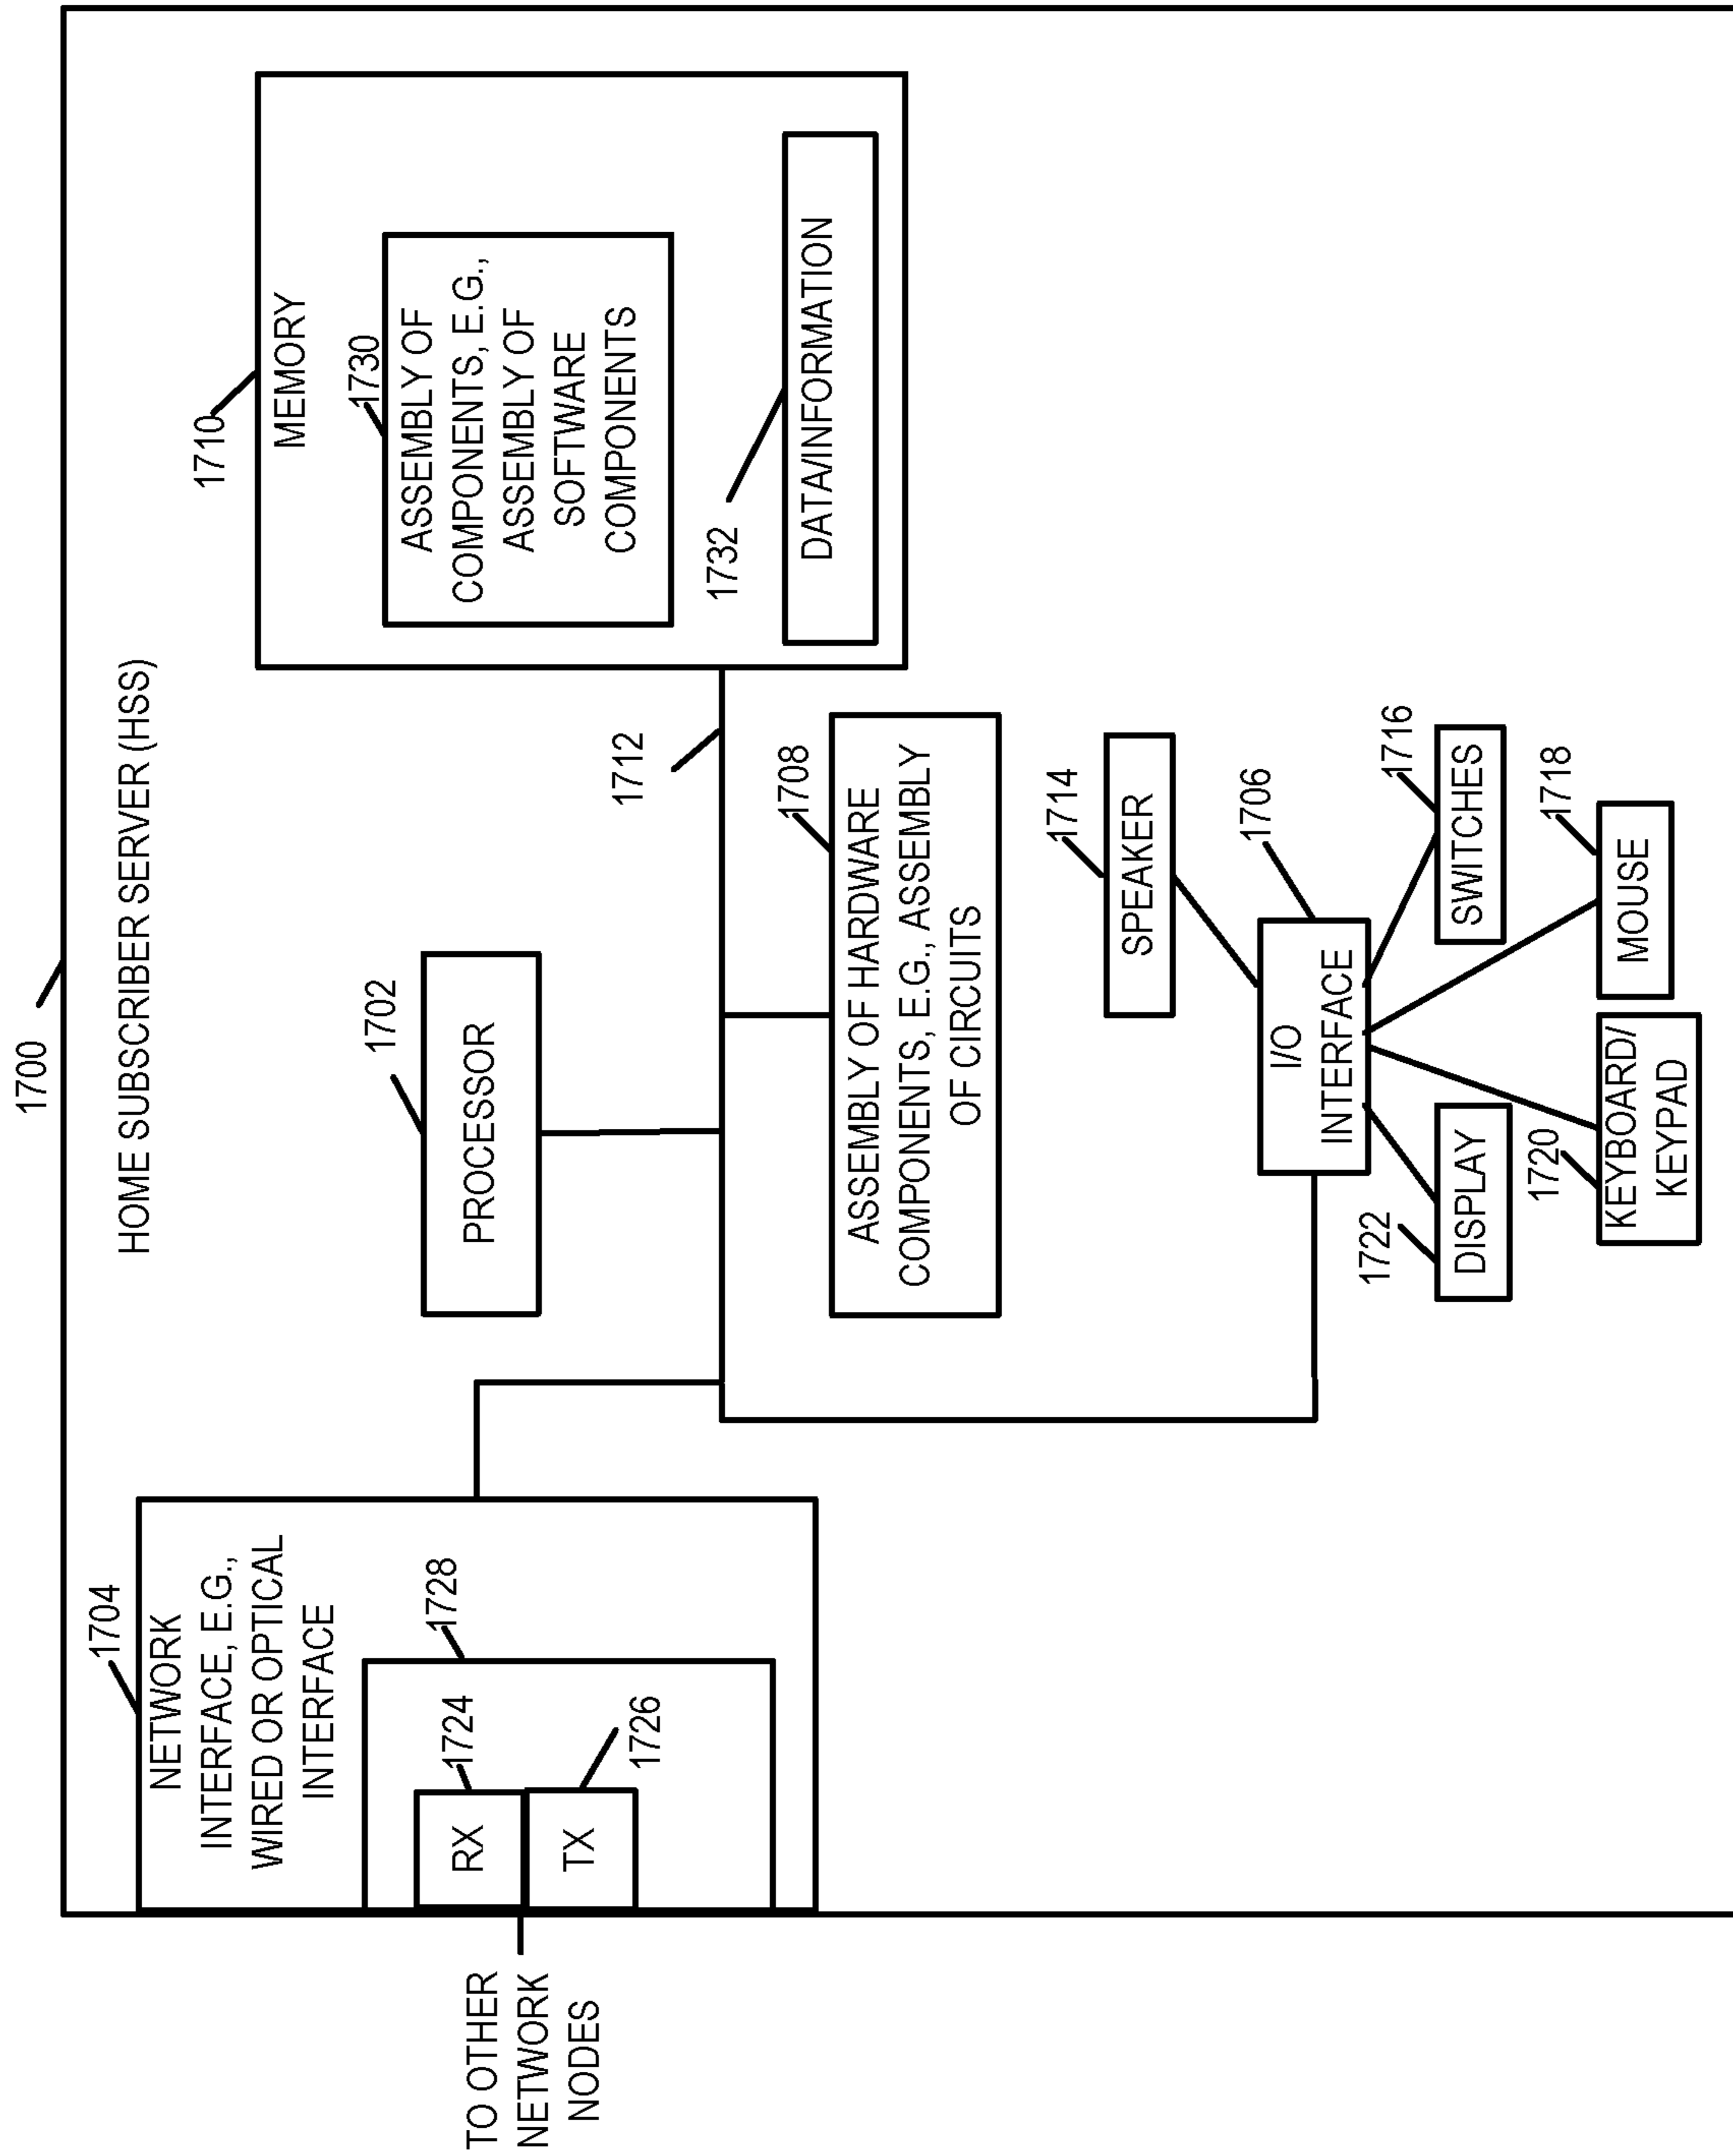 1700
HOME SUBSCRIBER SERVER (HSS)
1704
NETWORK
INTERFACE, E.G.,
WIRED OR OPTICAL
INTERFACE
1728
1724
RX
TX
1726
TO OTHER
NETWORK
NODES
1702
PROCESSOR
1712
1708
ASSEMBLY OF HARDWARE
COMPONENTS, E.G., ASSEMBLY
OF CIRCUITS
1710
MEMORY
1730
ASSEMBLY OF
COMPONENTS, E.G.,
ASSEMBLY OF
SOFTWARE
COMPONENTS
1732
DATA/INFORMATION
1714
SPEAKER
1706
I/O
INTERFACE
1716
SWITCHES
1718
MOUSE
1722
DISPLAY
1720
KEYBOARD/
KEYPAD